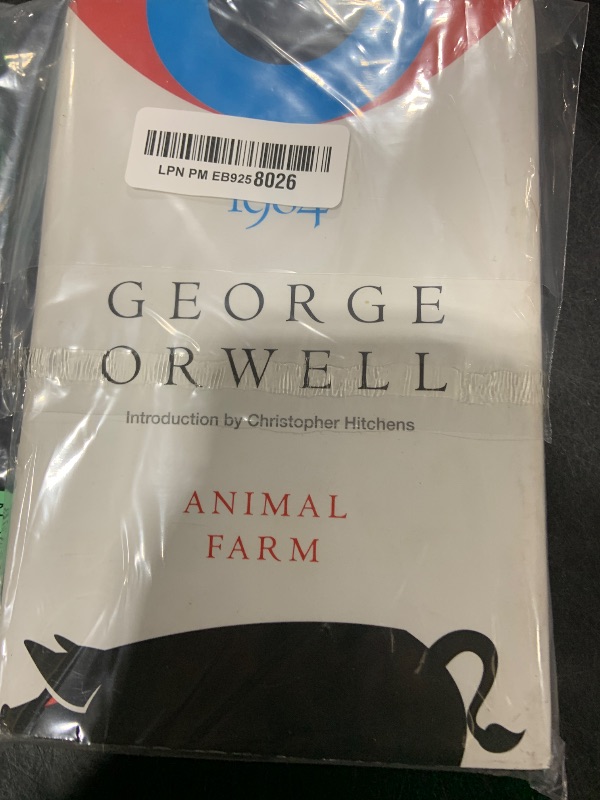 LPN PM EB9258026
1984
GEORGE
ORWELL
Introduction by Christopher Hitchens
ANIMAL
FARM